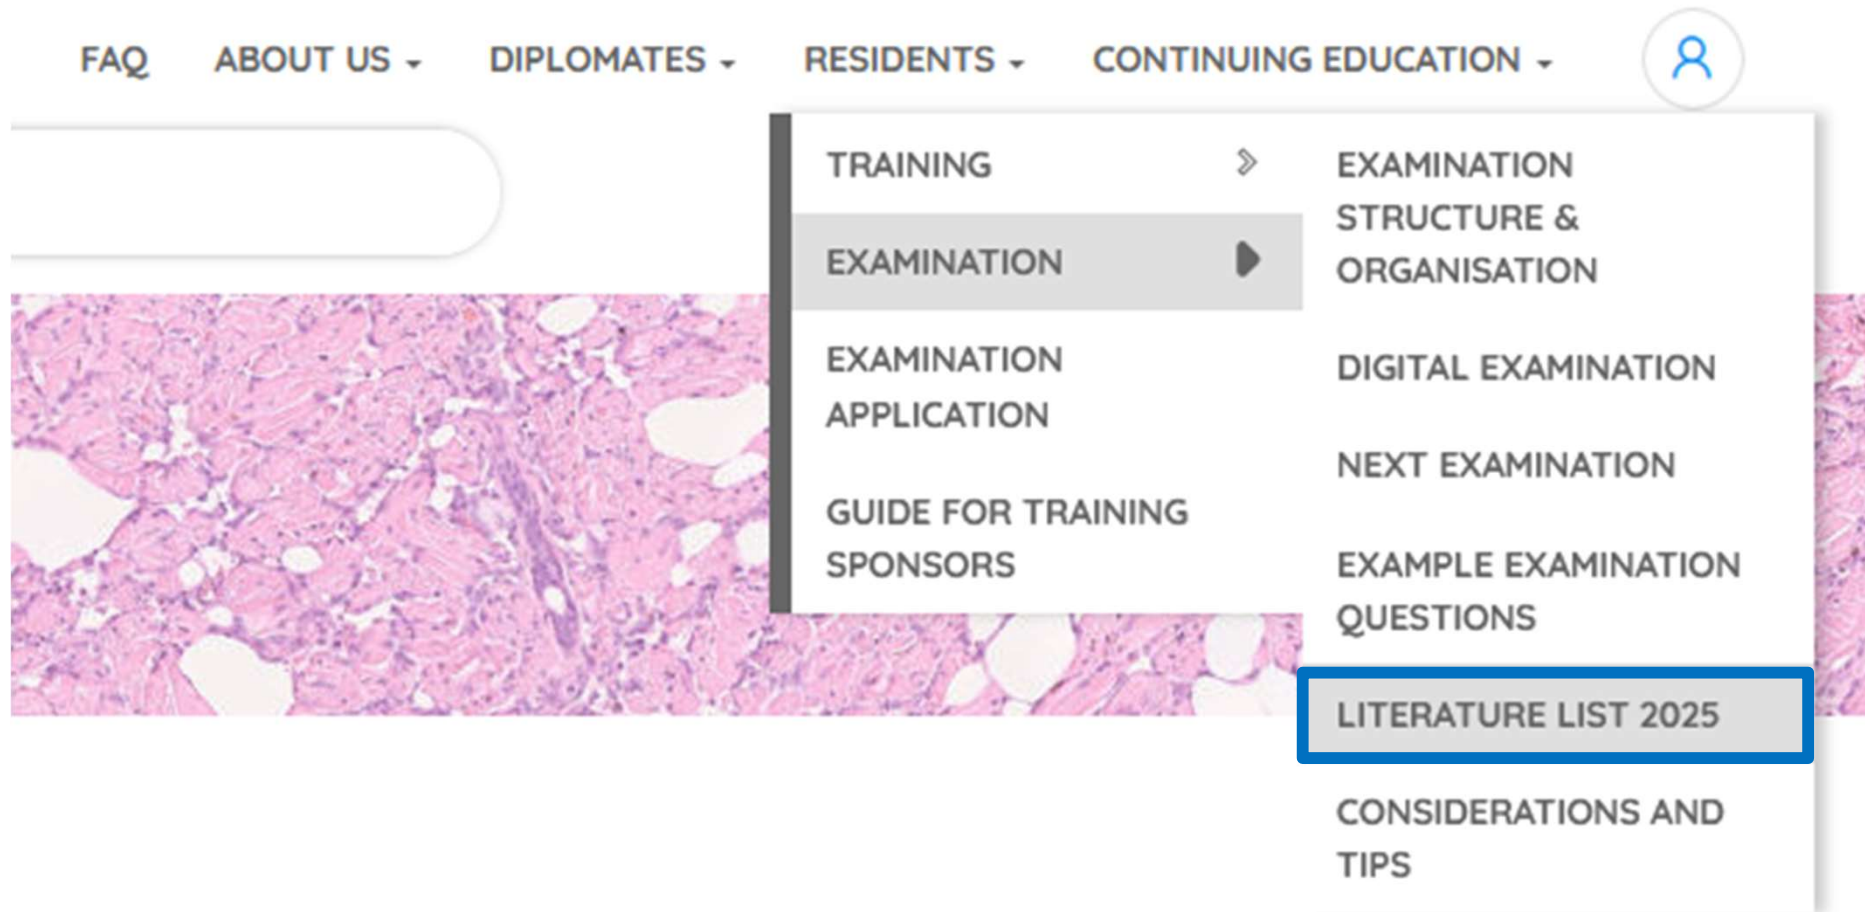 FAQ ABOUT US DIPLOMATES RESIDENTS CONTINUING EDUCATION
TRAINING
EXAMINATION
EXAMINATION
APPLICATION
GUIDE FOR TRAINING
SPONSORS
EXAMINATION
STRUCTURE &
ORGANISATION
DIGITAL EXAMINATION
NEXT EXAMINATION
EXAMPLE EXAMINATION
QUESTIONS
LITERATURE LIST 2025
CONSIDERATIONS AND
TIPS